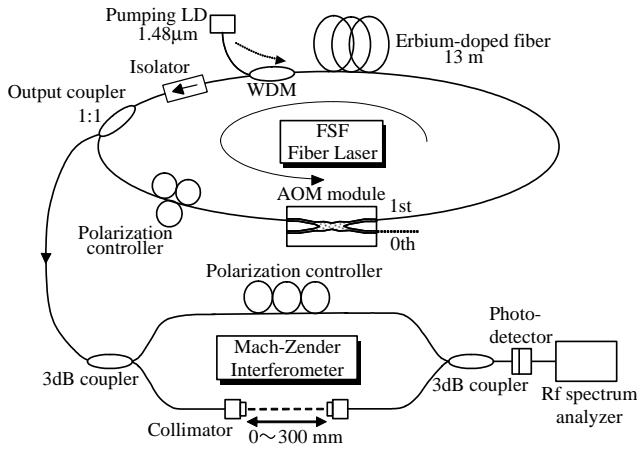 Pumping LD
1.48μm
Erbium-doped fiber
13 m
Isolator
WDM
Output coupler
1:1
FSF
Fiber Laser
AOM module
1st
0th
Polarization
controller
Polarization controller
Photo-
detector
Mach-Zender
Interferometer
3dB coupler
3dB coupler
Rf spectrum
analyzer
Collimator
0～300 mm